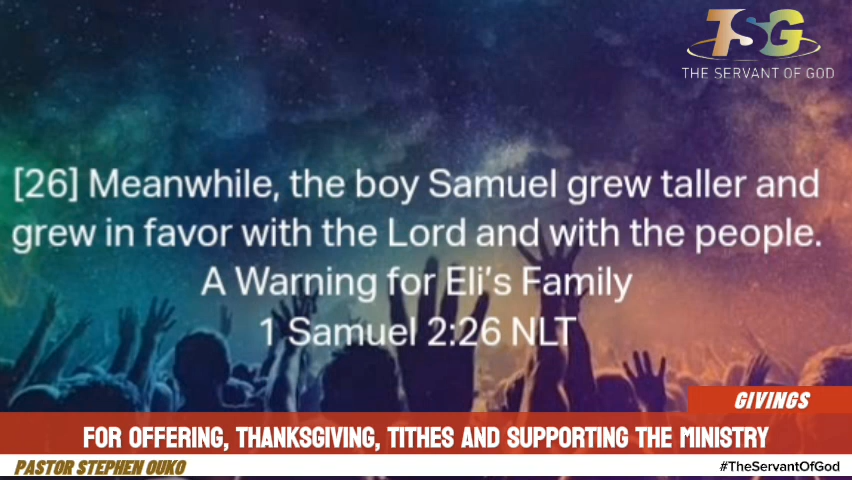 TSG
THE SERVANT OF GOD
[26] Meanwhile, the boy Samuel grew taller and
grew in favor with the Lord and with the people.
A Warning for Eli's Family
1 Samuel 2:26 NLT
GIVINGS
FOR OFFERING, THANKSGIVING, TITHES AND SUPPORTING THE MINISTRY
PASTOR STEPHEN OUKO
#TheServantOfGod